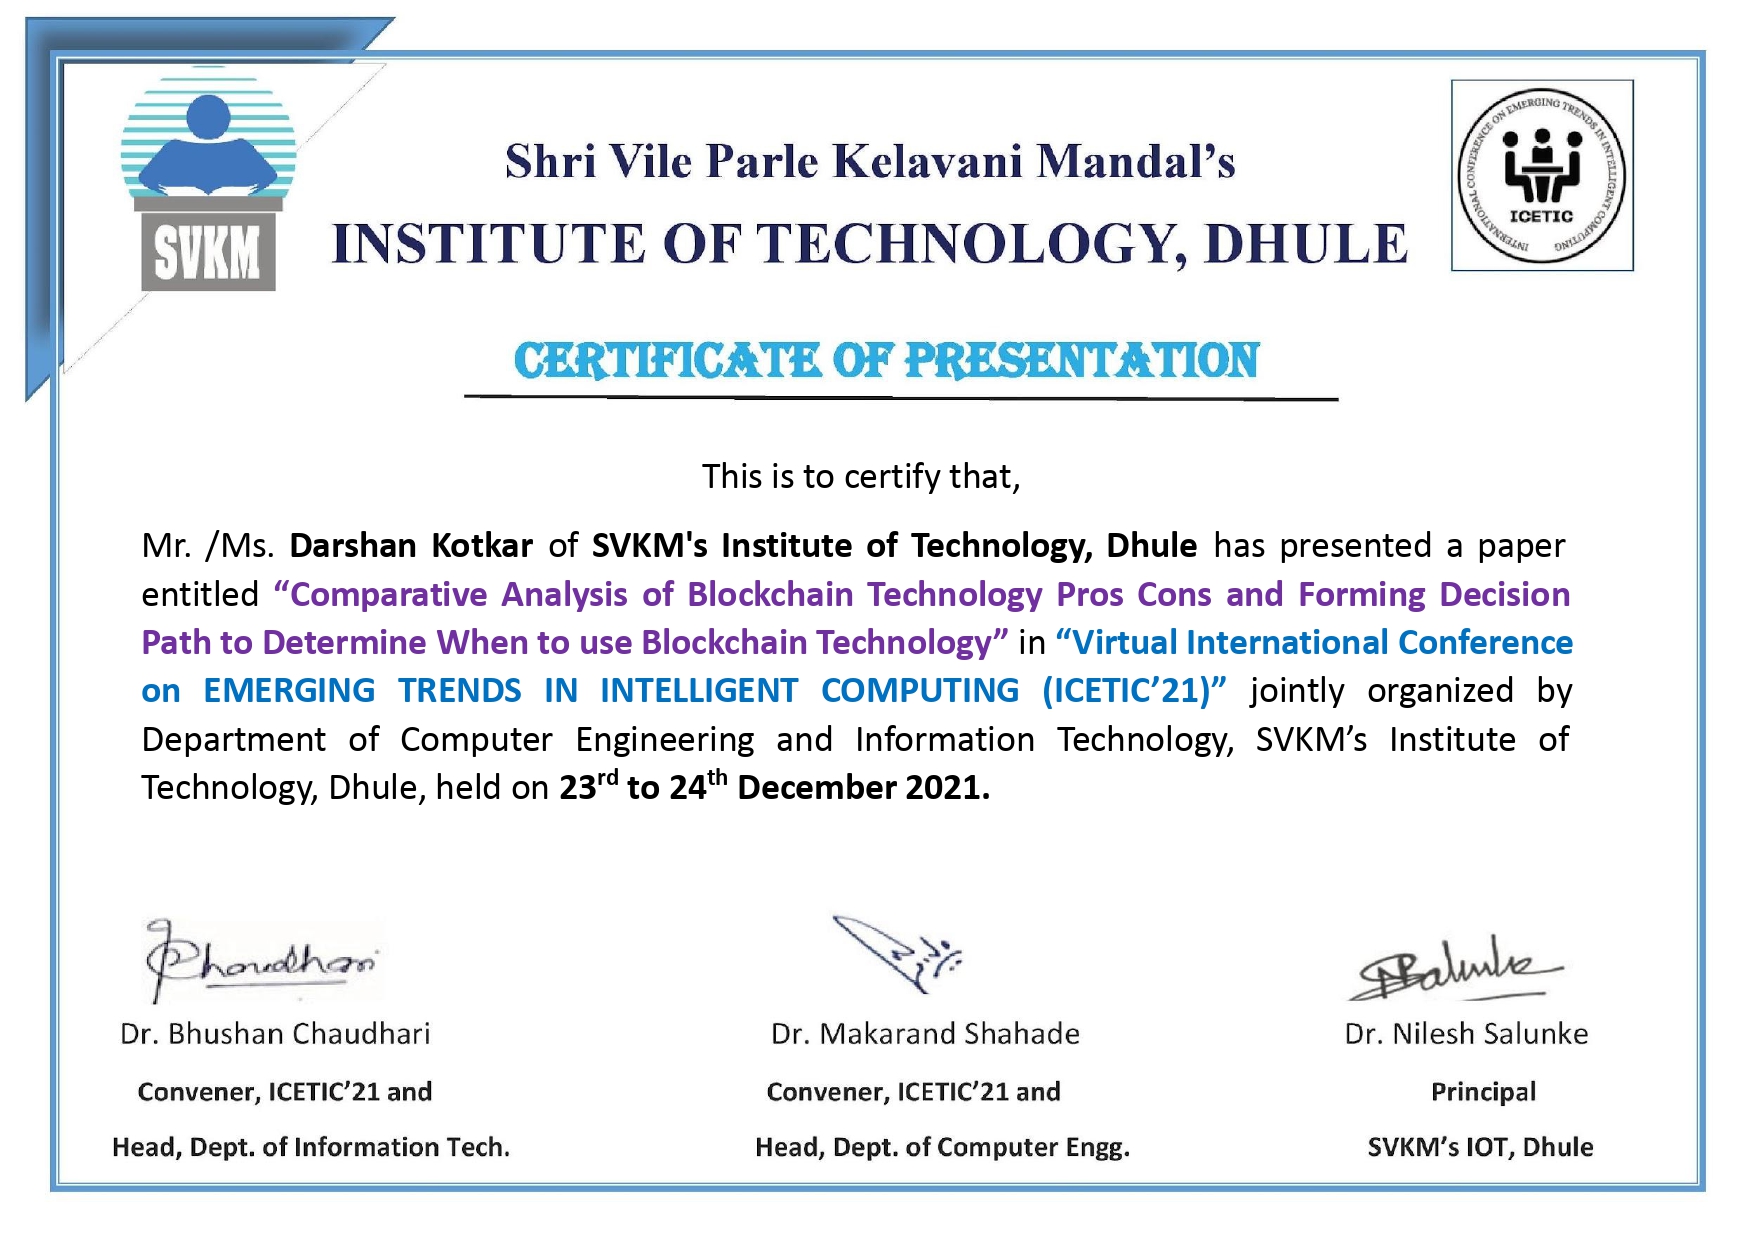 SVKM
Shri Vile Parle Kelavani Mandal’s
INSTITUTE OF TECHNOLOGY, DHULE
INTERNATIONAL CONFERENCE ON EMERGING TRENDS IN INTELLIGENT COMPUTING
ICETIC
CERTIFICATE OF PRESENTATION
This is to certify that,
Mr. /Ms. Darshan Kotkar of SVKM's Institute of Technology, Dhule has presented a paper
entitled “Comparative Analysis of Blockchain Technology Pros Cons and Forming Decision
Path to Determine When to use Blockchain Technology” in “Virtual International Conference
on EMERGING TRENDS IN INTELLIGENT COMPUTING (ICETIC’21)” jointly organized by
Department of Computer Engineering and Information Technology, SVKM’s Institute of
Technology, Dhule, held on 23rd to 24th December 2021.
Dr. Bhushan Chaudhari Dr. Makarand Shahade Dr. Nilesh Salunke
Convener, ICETIC’21 and Convener, ICETIC’21 and Principal
Head, Dept. of Information Tech. Head, Dept. of Computer Engg. SVKM’s IOT, Dhule